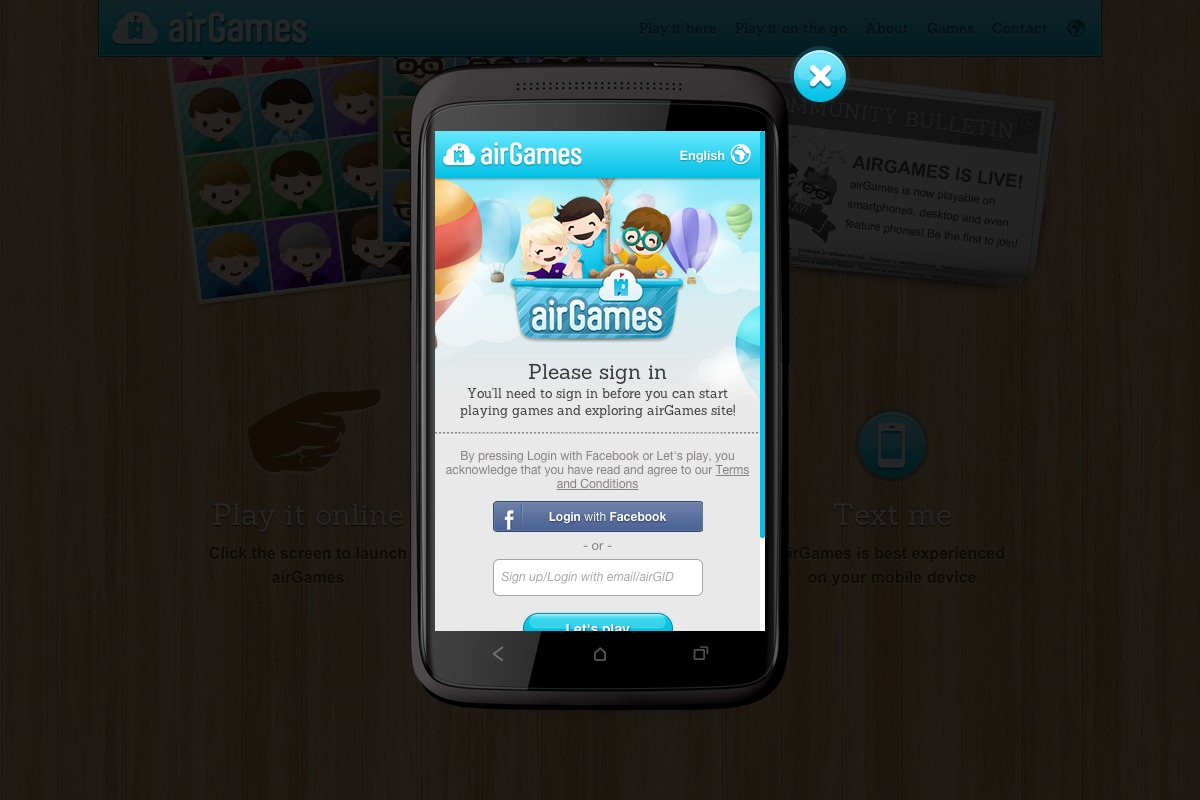 airGames
Play it here
Play it on the go
About
Games
Contact
COMMUNITY BULLETIN
AIRGAMES IS LIVE!
airGames is now playable on
smartphones, desktop and even
feature phones! Be the first to join!
airGames
English
airGames
Please sign in
You'll need to sign in before you can start
playing games and exploring airGames site!
By pressing Login with Facebook or Let's play, you
acknowledge that you have read and agree to our Terms
and Conditions
f
Login with Facebook
- or -
Sign up/Login with email/airGID
Let's play
Play it online
Click the screen to launch
airGames
Text me
airGames is best experienced
on your mobile device